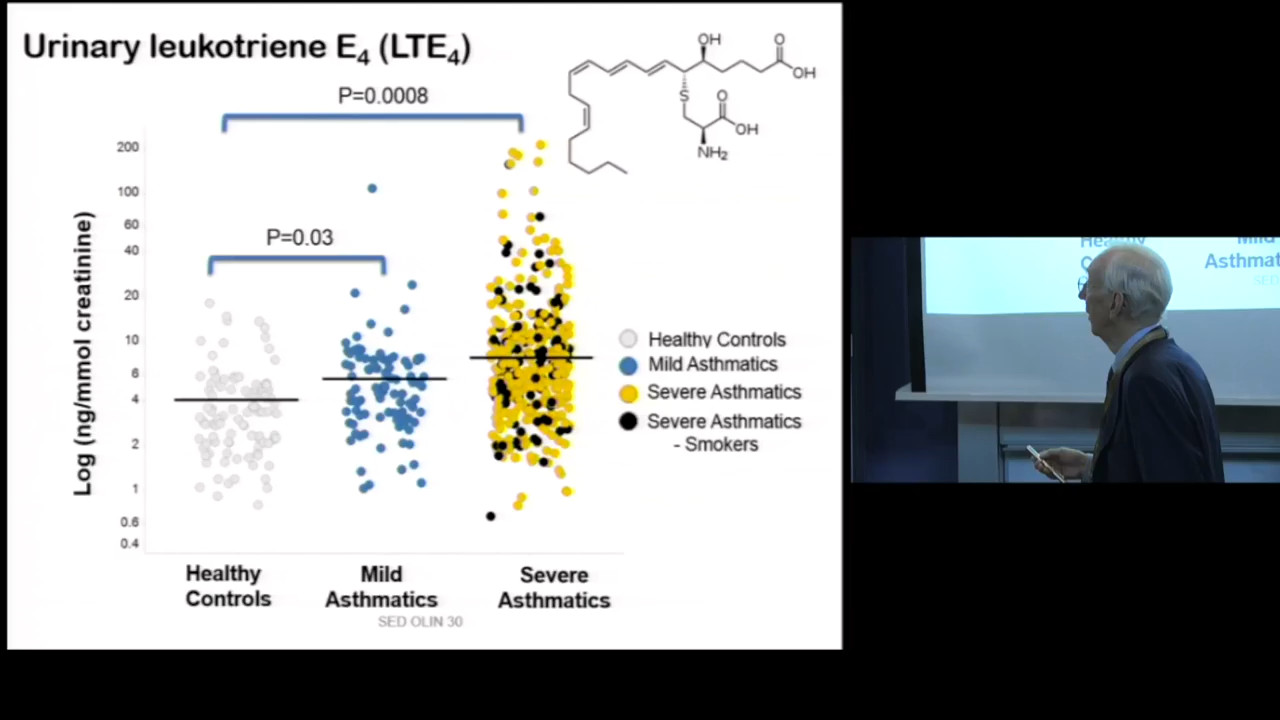 Urinary leukotriene E4 (LTE4)
OH
O
OH
S
O
OH
NH2
P=0.0008
P=0.03
Log (ng/mmol creatinine)
200
100
60
40
20
10
6
4
2
1
0.6
0.4
Healthy Controls
Mild Asthmatics
Severe Asthmatics
Severe Asthmatics
- Smokers
Healthy
Controls
Mild
Asthmatics
Severe
Asthmatics
SED OLIN 30
Healthy
C
Mild
Asthmat
SED